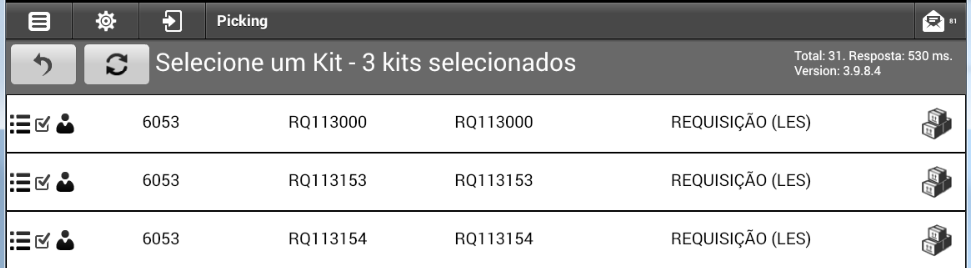 Picking 81
Selecione um Kit - 3 kits selecionados
Total: 31. Resposta: 530 ms.
Version: 3.9.8.4
6053 RQ113000 RQ113000 REQUISIÇÃO (LES)
6053 RQ113153 RQ113153 REQUISIÇÃO (LES)
6053 RQ113154 RQ113154 REQUISIÇÃO (LES)